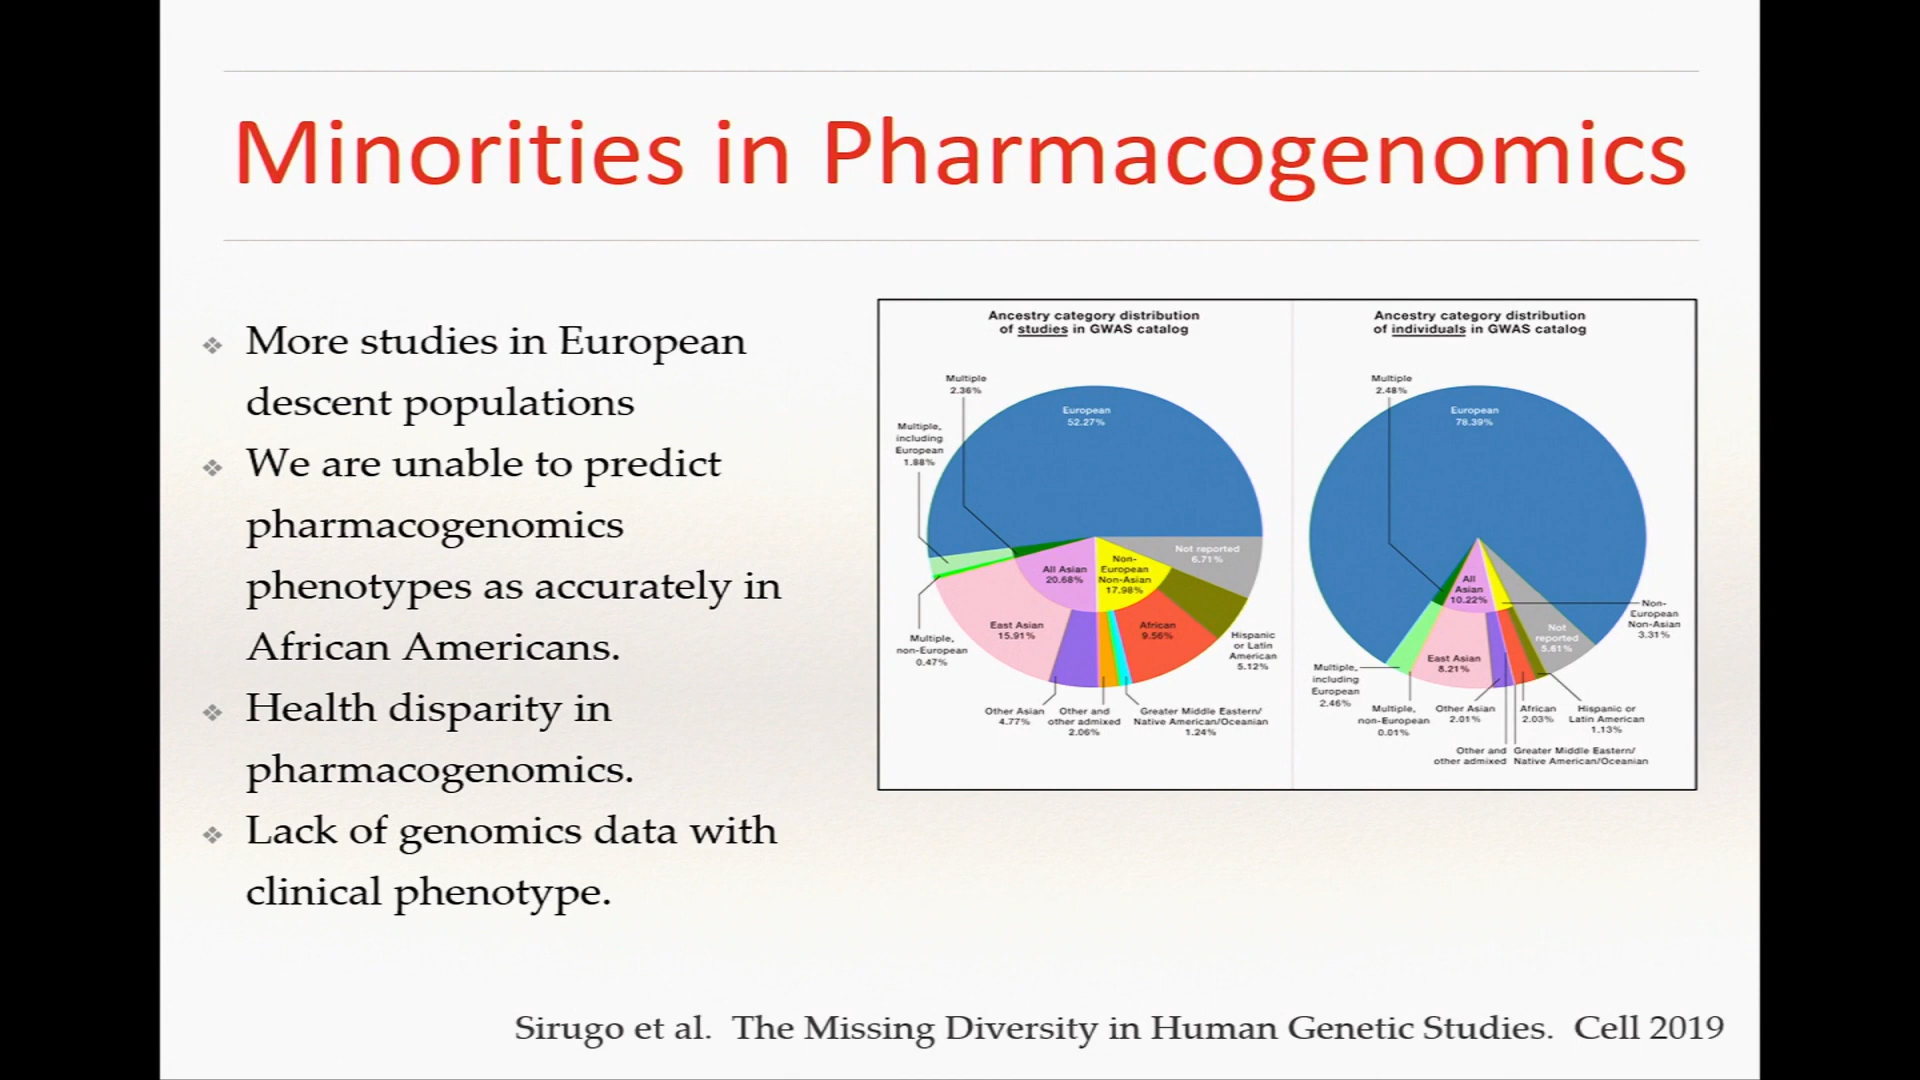 Minorities in Pharmacogenomics
More studies in European
descent populations
We are unable to predict
pharmacogenomics
phenotypes as accurately in
African Americans.
Health disparity in
pharmacogenomics.
Lack of genomics data with
clinical phenotype.
Ancestry category distribution
of studies in GWAS catalog
Multiple
2.36%
European
52.27%
Multiple,
including
European
1.88%
Not reported
6.71%
All Asian
20.68%
Non-
European
Non-Asian
17.98%
East Asian
15.91%
African
9.56%
Multiple,
non-European
0.47%
Hispanic
or Latin
American
5.12%
Other Asian
4.77%
Other and
other admixed
2.06%
Greater Middle Eastern/
Native American/Oceanian
1.24%
Ancestry category distribution
of individuals in GWAS catalog
Multiple
2.48%
European
78.39%
All
Asian
10.22%
Non-
European
Non-Asian
3.31%
Not
reported
5.61%
East Asian
8.21%
Multiple,
including
European
2.46%
Multiple,
non-European
0.01%
Other Asian
2.01%
African
2.03%
Hispanic or
Latin American
1.13%
Other and
other admixed
Greater Middle Eastern/
Native American/Oceanian
Sirugo et al. The Missing Diversity in Human Genetic Studies. Cell 2019